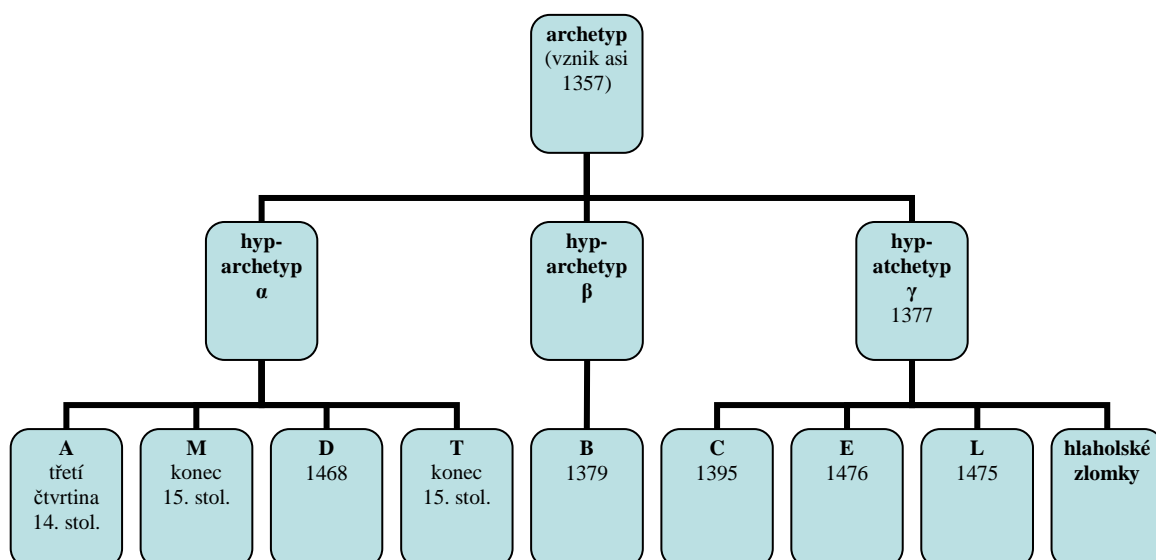 archetyp
(vznik asi
1357)
hyp-
archetyp
α
hyp-
archetyp
β
hyp-
atchetyp
γ
1377
A
třetí
čtvrtina
14. stol.
M
konec
15. stol.
D
1468
T
konec
15. stol.
B
1379
C
1395
E
1476
L
1475
hlaholské
zlomky